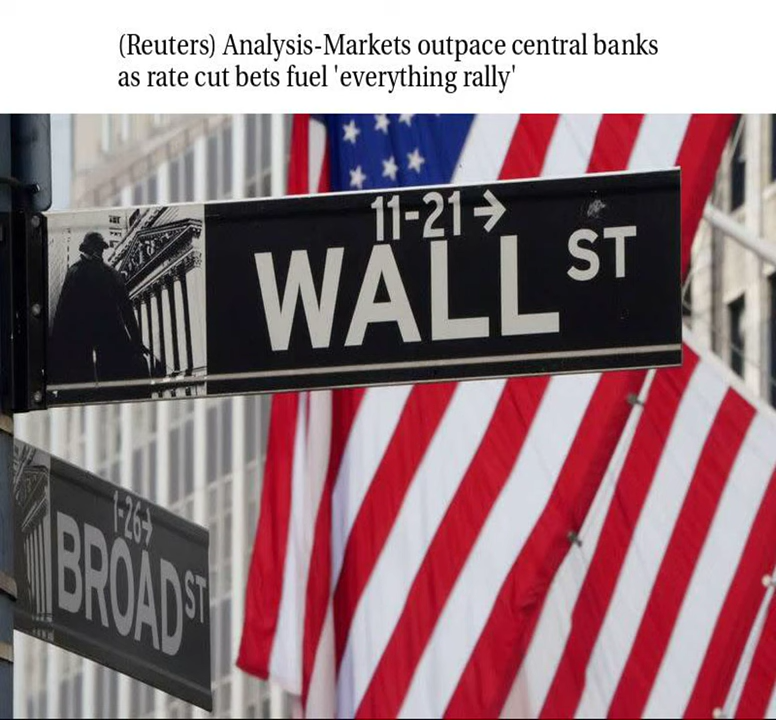 (Reuters) Analysis-Markets outpace central banks
as rate cut bets fuel 'everything rally'
11-21→
WALL ST
1-26→
BROAD ST